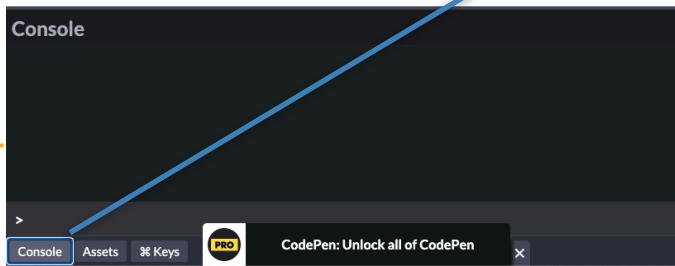 Console
>
Console Assets ⌘ Keys PRO CodePen: Unlock all of CodePen ×